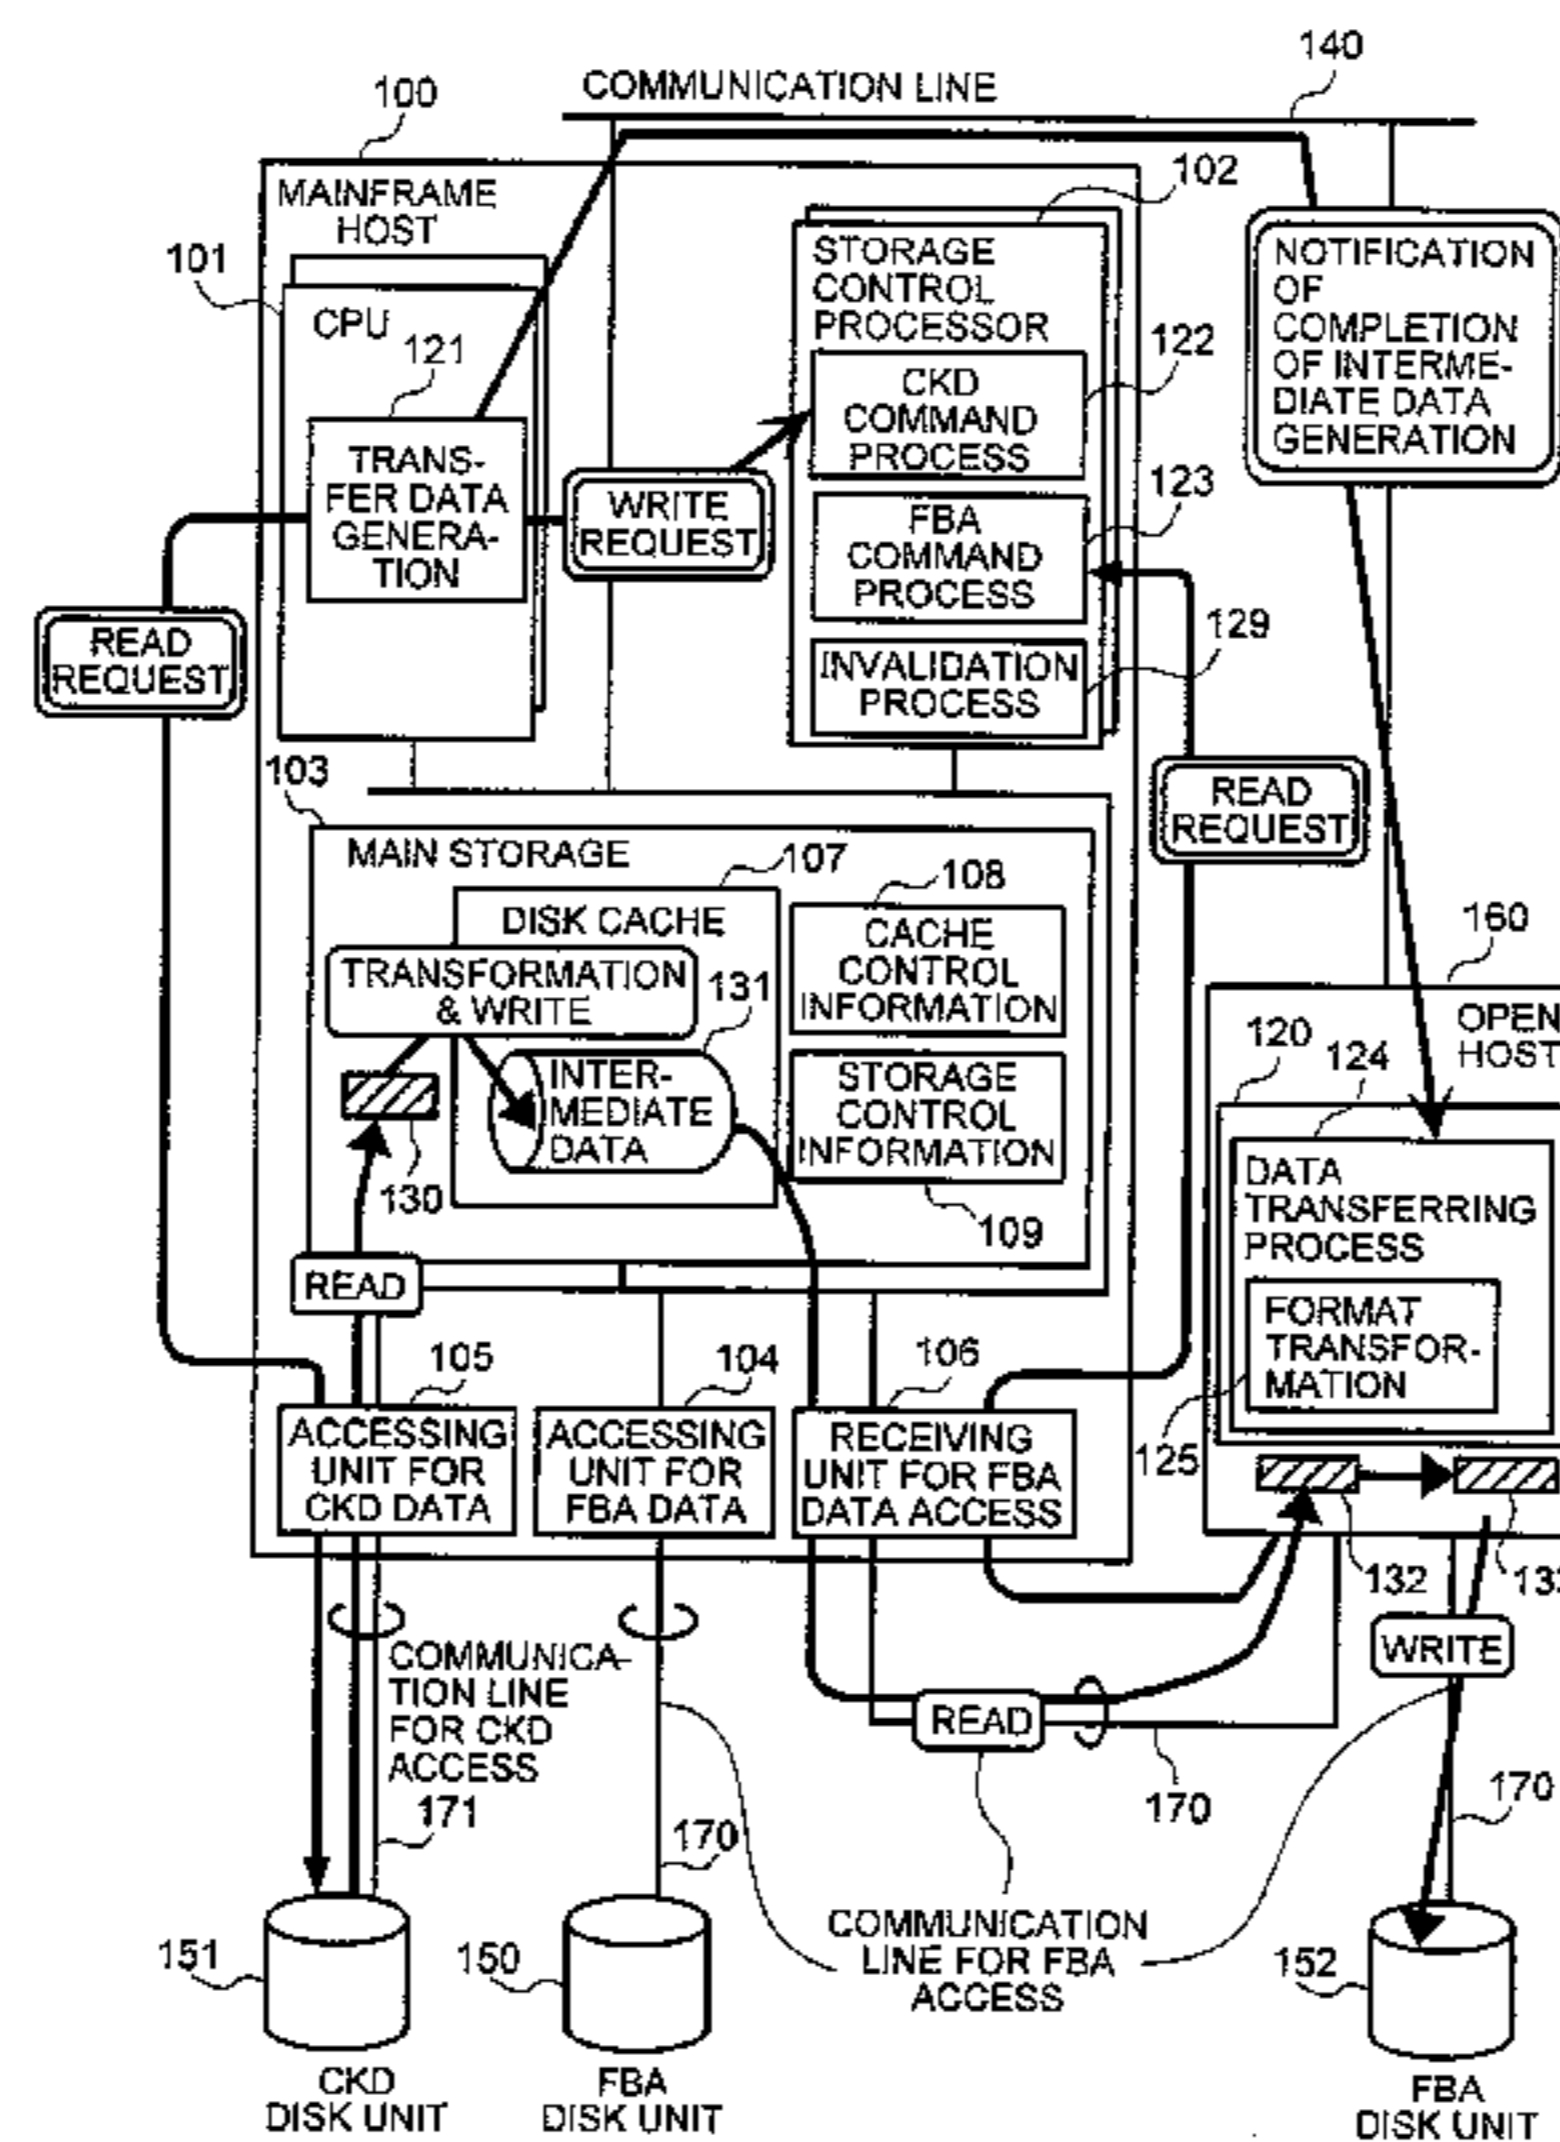 140
COMMUNICATION LINE
100
102
MAINFRAME
HOST
101
CPU
121
TRANS-
FER DATA
GENERA-
TION
STORAGE
CONTROL
PROCESSOR
122
CKD
COMMAND
PROCESS
123
FBA
COMMAND
PROCESS
129
INVALIDATION
PROCESS
NOTIFICATION
OF
COMPLETION
OF INTERME-
DIATE DATA
GENERATION
WRITE
REQUEST
READ
REQUEST
READ
REQUEST
103
MAIN STORAGE
107
DISK CACHE
108
CACHE
CONTROL
INFORMATION
TRANSFORMATION
& WRITE
131
INTER-
MEDIATE
DATA
STORAGE
CONTROL
INFORMATION
130
109
READ
160
OPEN
HOST
120
124
DATA
TRANSFERRING
PROCESS
FORMAT
TRANSFOR-
MATION
125
105
ACCESSING
UNIT FOR
CKD DATA
104
ACCESSING
UNIT FOR
FBA DATA
106
RECEIVING
UNIT FOR FBA
DATA ACCESS
132
WRITE
COMMUNICA-
TION LINE
FOR CKD
ACCESS
171
READ
170
170
170
COMMUNICATION
LINE FOR FBA
ACCESS
151
150
152
CKD
DISK UNIT
FBA
DISK UNIT
FBA
DISK UNIT